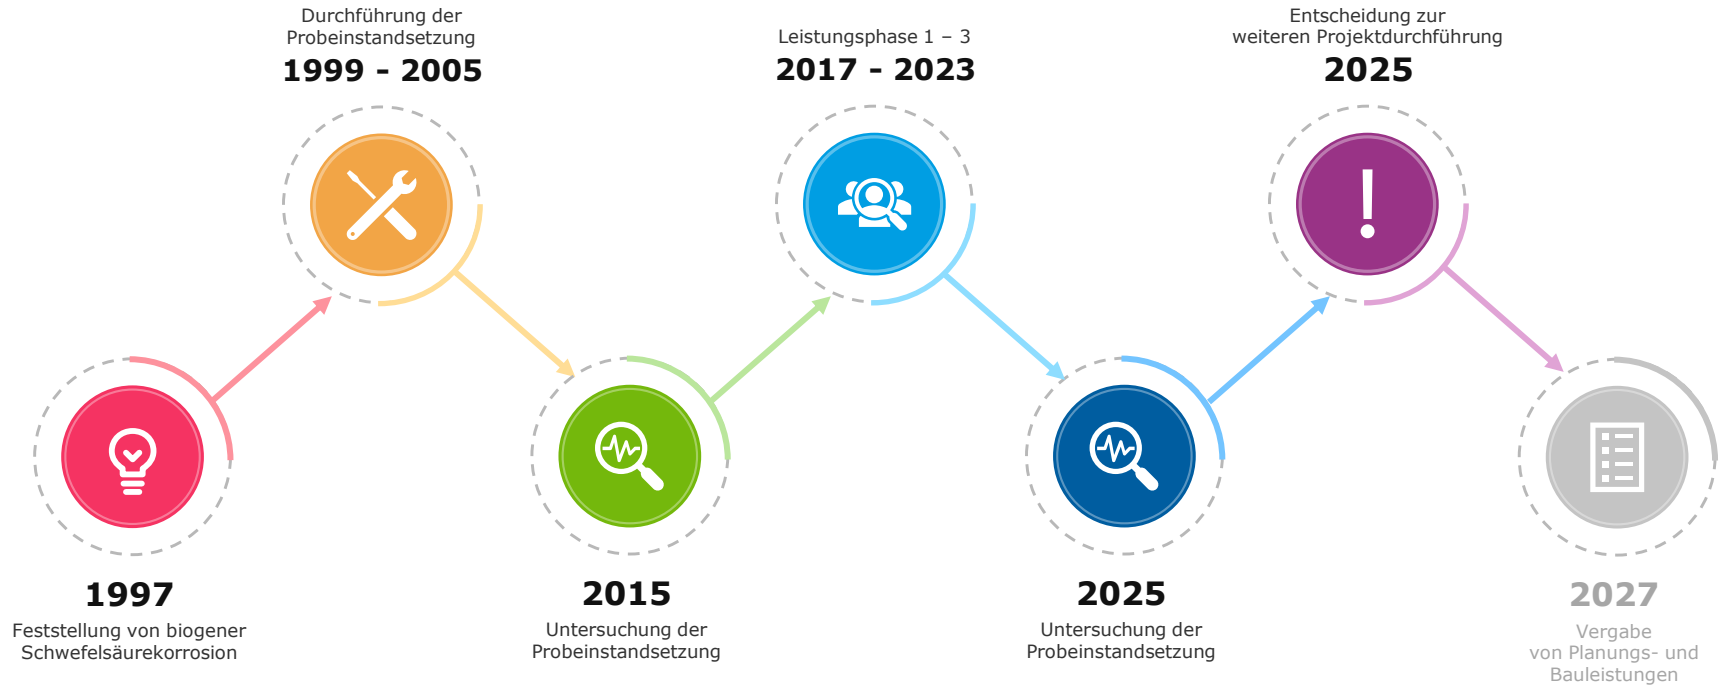 Durchführung der
Probeinstandsetzung
1999 - 2005
Leistungsphase 1 – 3
2017 - 2023
Entscheidung zur
weiteren Projektdurchführung
2025
1997
Feststellung von biogener
Schwefelsäurekorrosion
2015
Untersuchung der
Probeinstandsetzung
2025
Untersuchung der
Probeinstandsetzung
2027
Vergabe
von Planungs- und
Bauleistungen